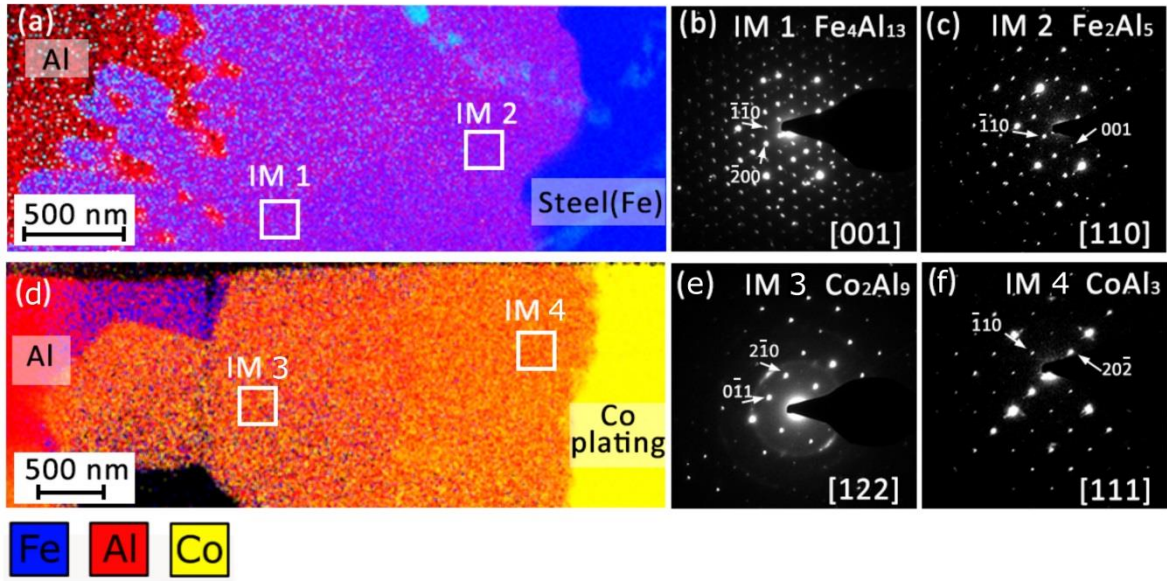 (a)
Al
IM 1
IM 2
Steel(Fe)
500 nm
(b) IM 1 Fe₄Al₁₃
1̄1̄0
2̄00
[001]
(c) IM 2 Fe₂Al₅
1̄10
001
[110]
(d)
Al
IM 3
IM 4
Co
plating
500 nm
(e) IM 3 Co₂Al₉
21̄0
01̄1
[122]
(f) IM 4 CoAl₃
1̄10
202̄
[111]
Fe Al Co